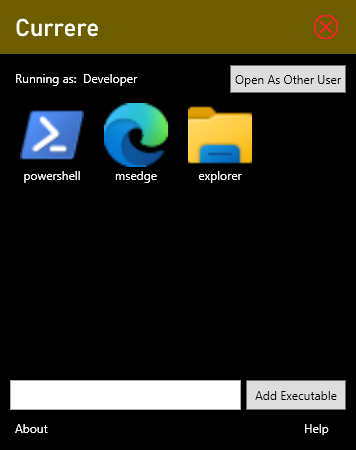 Currere
Running as: Developer
Open As Other User
powershell
msedge
explorer
Add Executable
About
Help